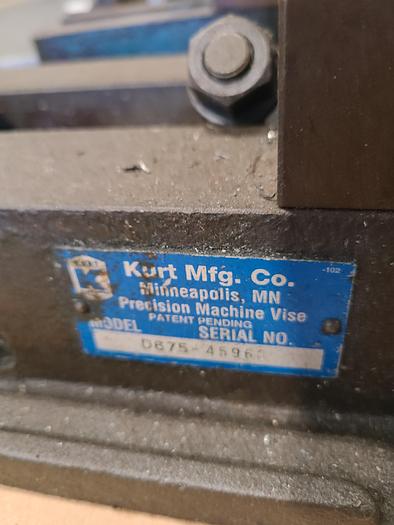 K
Kurt Mfg. Co.
-102
Minneapolis, MN
Precision Machine Vise
PATENT PENDING
MODEL SERIAL NO.